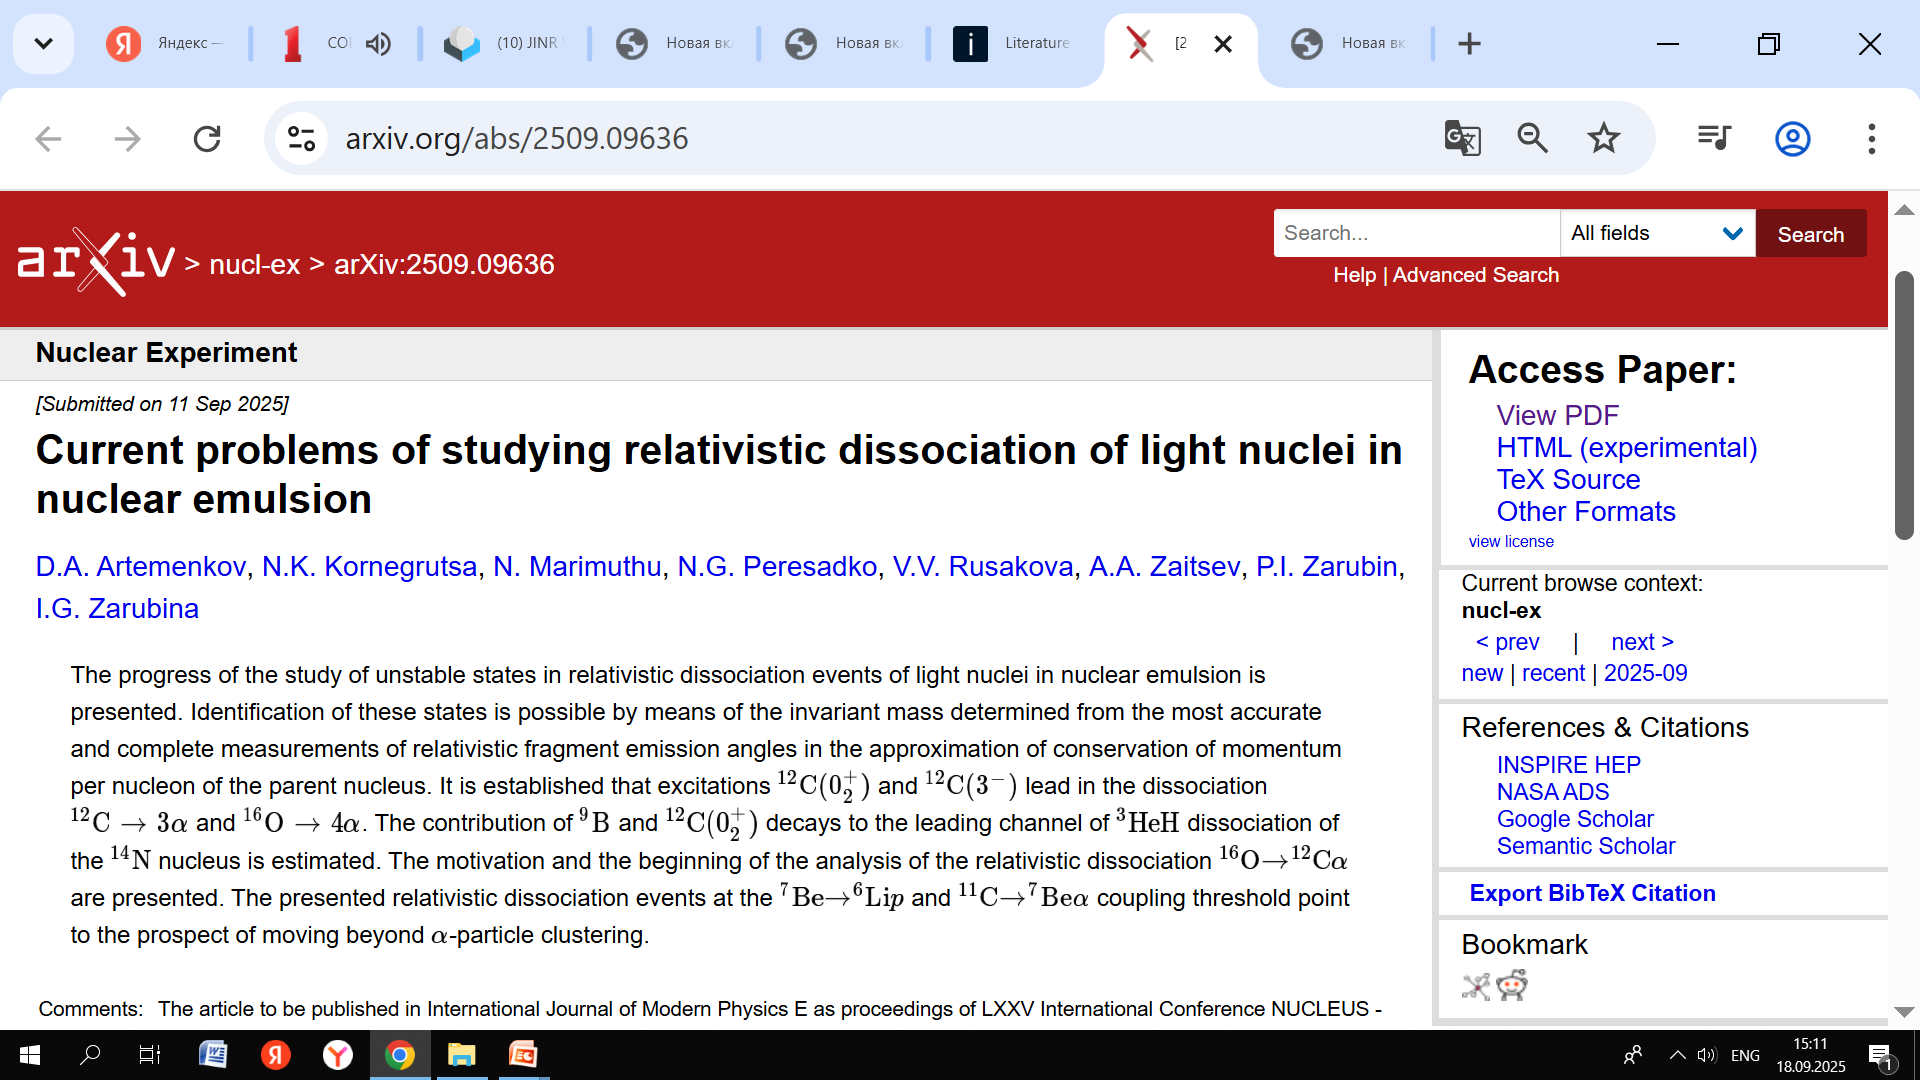 Яндекс —
СО
(10) JINR
Новая вк
Новая вк
Literature
[2
Новая вк
arxiv.org/abs/2509.09636
arXiv > nucl-ex > arXiv:2509.09636
Search...
All fields
Search
Help | Advanced Search
Nuclear Experiment
[Submitted on 11 Sep 2025]
Current problems of studying relativistic dissociation of light nuclei in
nuclear emulsion
D.A. Artemenkov, N.K. Kornegrutsa, N. Marimuthu, N.G. Peresadko, V.V. Rusakova, A.A. Zaitsev, P.I. Zarubin,
I.G. Zarubina
The progress of the study of unstable states in relativistic dissociation events of light nuclei in nuclear emulsion is
presented. Identification of these states is possible by means of the invariant mass determined from the most accurate
and complete measurements of relativistic fragment emission angles in the approximation of conservation of momentum
per nucleon of the parent nucleus. It is established that excitations ¹²C(0₂⁺) and ¹²C(3⁻) lead in the dissociation
¹²C → 3α and ¹⁶O → 4α. The contribution of ⁹B and ¹²C(0₂⁺) decays to the leading channel of ³HeH dissociation of
the ¹⁴N nucleus is estimated. The motivation and the beginning of the analysis of the relativistic dissociation ¹⁶O→¹²Cα
are presented. The presented relativistic dissociation events at the ⁷Be→⁶Lip and ¹¹C→⁷Beα coupling threshold point
to the prospect of moving beyond α-particle clustering.
Comments: The article to be published in International Journal of Modern Physics E as proceedings of LXXV International Conference NUCLEUS -
Access Paper:
View PDF
HTML (experimental)
TeX Source
Other Formats
view license
Current browse context:
nucl-ex
< prev | next >
new | recent | 2025-09
References & Citations
INSPIRE HEP
NASA ADS
Google Scholar
Semantic Scholar
Export BibTeX Citation
Bookmark
ENG
15:11
18.09.2025
1